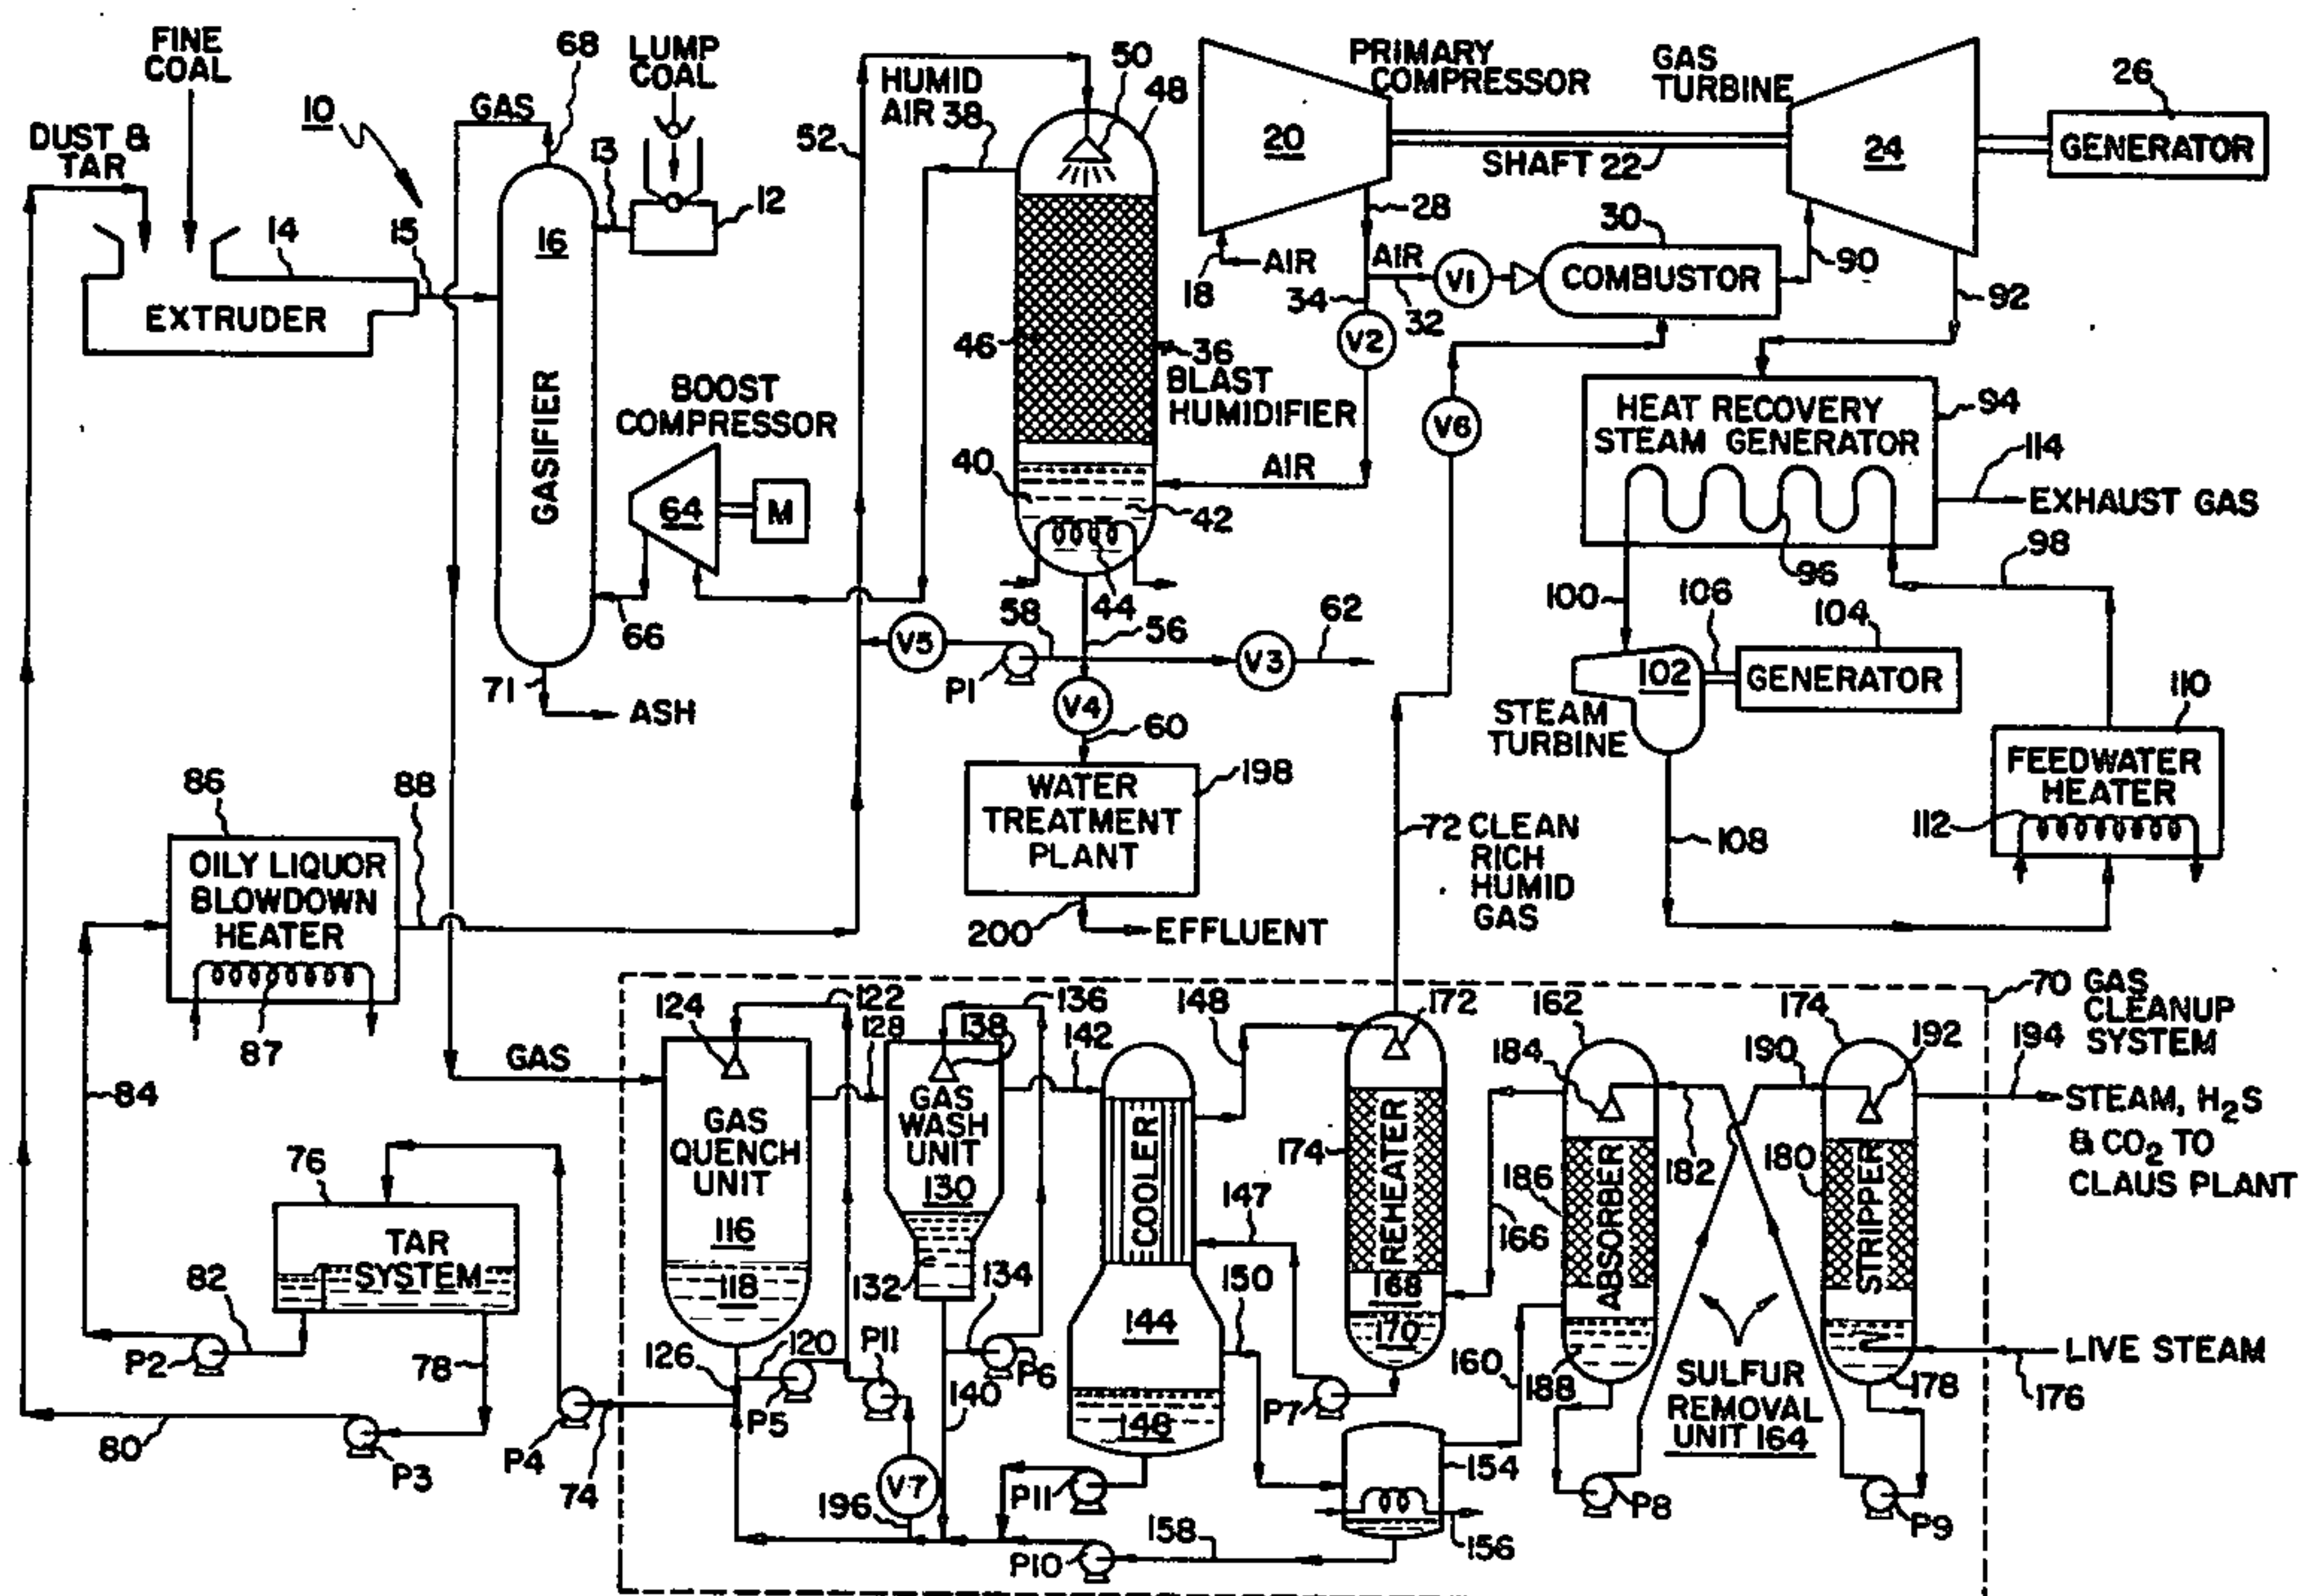 FINE
COAL
68
LUMP
COAL
10
GAS
DUST &
TAR
13
12
14
15
16
EXTRUDER
GASIFIER
BOOST
COMPRESSOR
64
M
66
71
ASH
HUMID
AIR 38
52
50
48
46
36
BLAST
HUMIDIFIER
40
42
44
AIR
PRIMARY
COMPRESSOR
20
SHAFT 22
GAS
TURBINE
24
26
GENERATOR
28
18
AIR
AIR
34
32
V1
V2
30
COMBUSTOR
90
92
V6
HEAT RECOVERY
STEAM GENERATOR
94
114
EXHAUST GAS
96
98
100
106
104
102
GENERATOR
STEAM
TURBINE
110
FEEDWATER
HEATER
112
108
V5
58
P1
56
V3
62
V4
60
WATER
TREATMENT
PLANT
198
200
EFFLUENT
72 CLEAN
RICH
HUMID
GAS
86
88
OILY LIQUOR
BLOWDOWN
HEATER
87
84
76
TAR
SYSTEM
82
P2
78
80
P3
P4
74
GAS
124
122
128
GAS
QUENCH
UNIT
116
118
126
120
P5
P11
V7
196
136
138
142
GAS
WASH
UNIT
130
132
134
P6
140
COOLER
144
146
P11
148
147
150
172
174
REHEATER
168
170
P7
154
156
158
P10
160
162
184
166
186
ABSORBER
188
P8
182
190
180
174
192
STRIPPER
178
P9
SULFUR
REMOVAL
UNIT 164
70 GAS
CLEANUP
SYSTEM
194
STEAM, H2S
& CO2 TO
CLAUS PLANT
LIVE STEAM
176